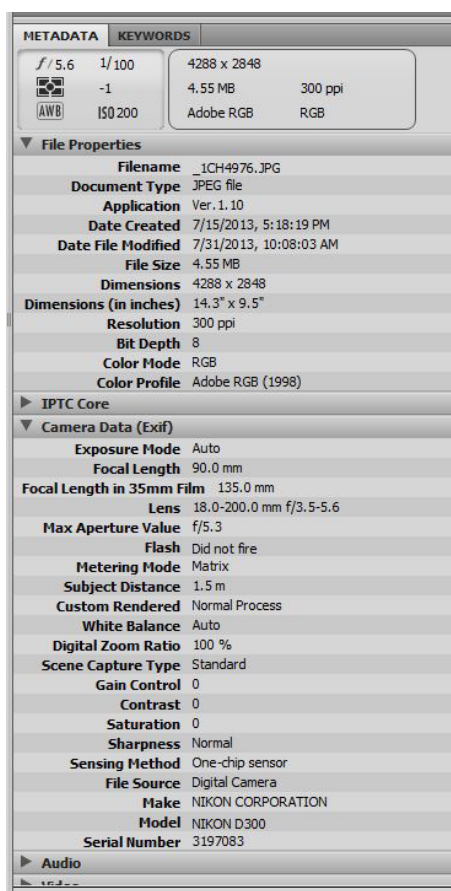 METADATA KEYWORDS
f/5.6 1/100 4288 x 2848
-1 4.55 MB 300 ppi
AWB ISO 200 Adobe RGB RGB
File Properties
Filename _1CH4976.JPG
Document Type JPEG file
Application Ver.1.10
Date Created 7/15/2013, 5:18:19 PM
Date File Modified 7/31/2013, 10:08:03 AM
File Size 4.55 MB
Dimensions 4288 x 2848
Dimensions (in inches) 14.3" x 9.5"
Resolution 300 ppi
Bit Depth 8
Color Mode RGB
Color Profile Adobe RGB (1998)
IPTC Core
Camera Data (Exif)
Exposure Mode Auto
Focal Length 90.0 mm
Focal Length in 35mm Film 135.0 mm
Lens 18.0-200.0 mm f/3.5-5.6
Max Aperture Value f/5.3
Flash Did not fire
Metering Mode Matrix
Subject Distance 1.5 m
Custom Rendered Normal Process
White Balance Auto
Digital Zoom Ratio 100 %
Scene Capture Type Standard
Gain Control 0
Contrast 0
Saturation 0
Sharpness Normal
Sensing Method One-chip sensor
File Source Digital Camera
Make NIKON CORPORATION
Model NIKON D300
Serial Number 3197083
Audio